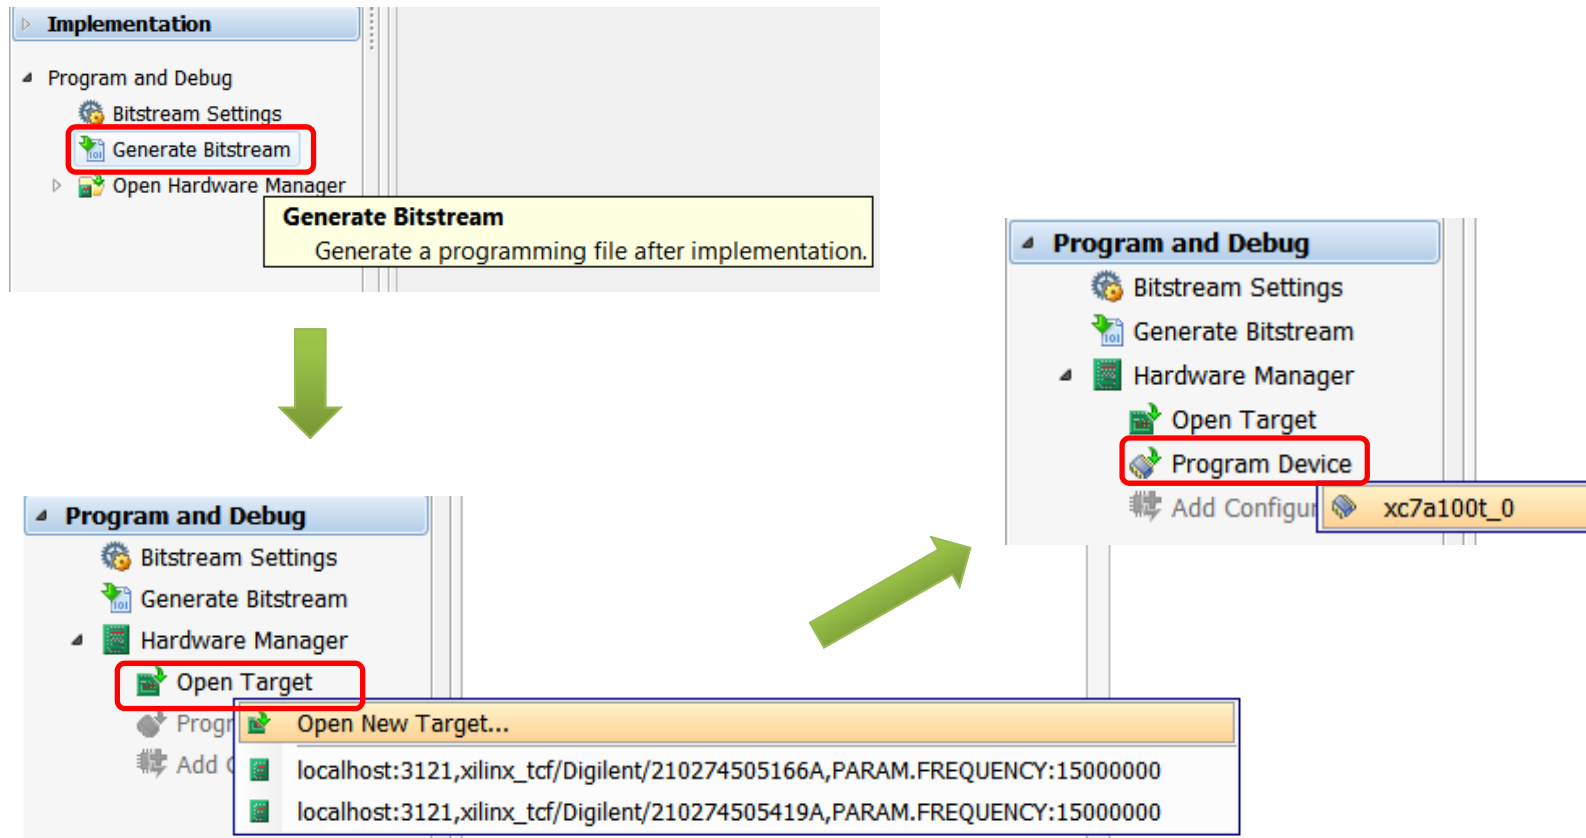 Implementation
Program and Debug
Bitstream Settings
Generate Bitstream
Open Hardware Manager
Generate Bitstream
Generate a programming file after implementation.
Program and Debug
Bitstream Settings
Generate Bitstream
Hardware Manager
Open Target
Progr
Add
Open New Target...
localhost:3121,xilinx_tcf/Digilent/210274505166A,PARAM.FREQUENCY:15000000
localhost:3121,xilinx_tcf/Digilent/210274505419A,PARAM.FREQUENCY:15000000
Program and Debug
Bitstream Settings
Generate Bitstream
Hardware Manager
Open Target
Program Device
Add Configur
xc7a100t_0